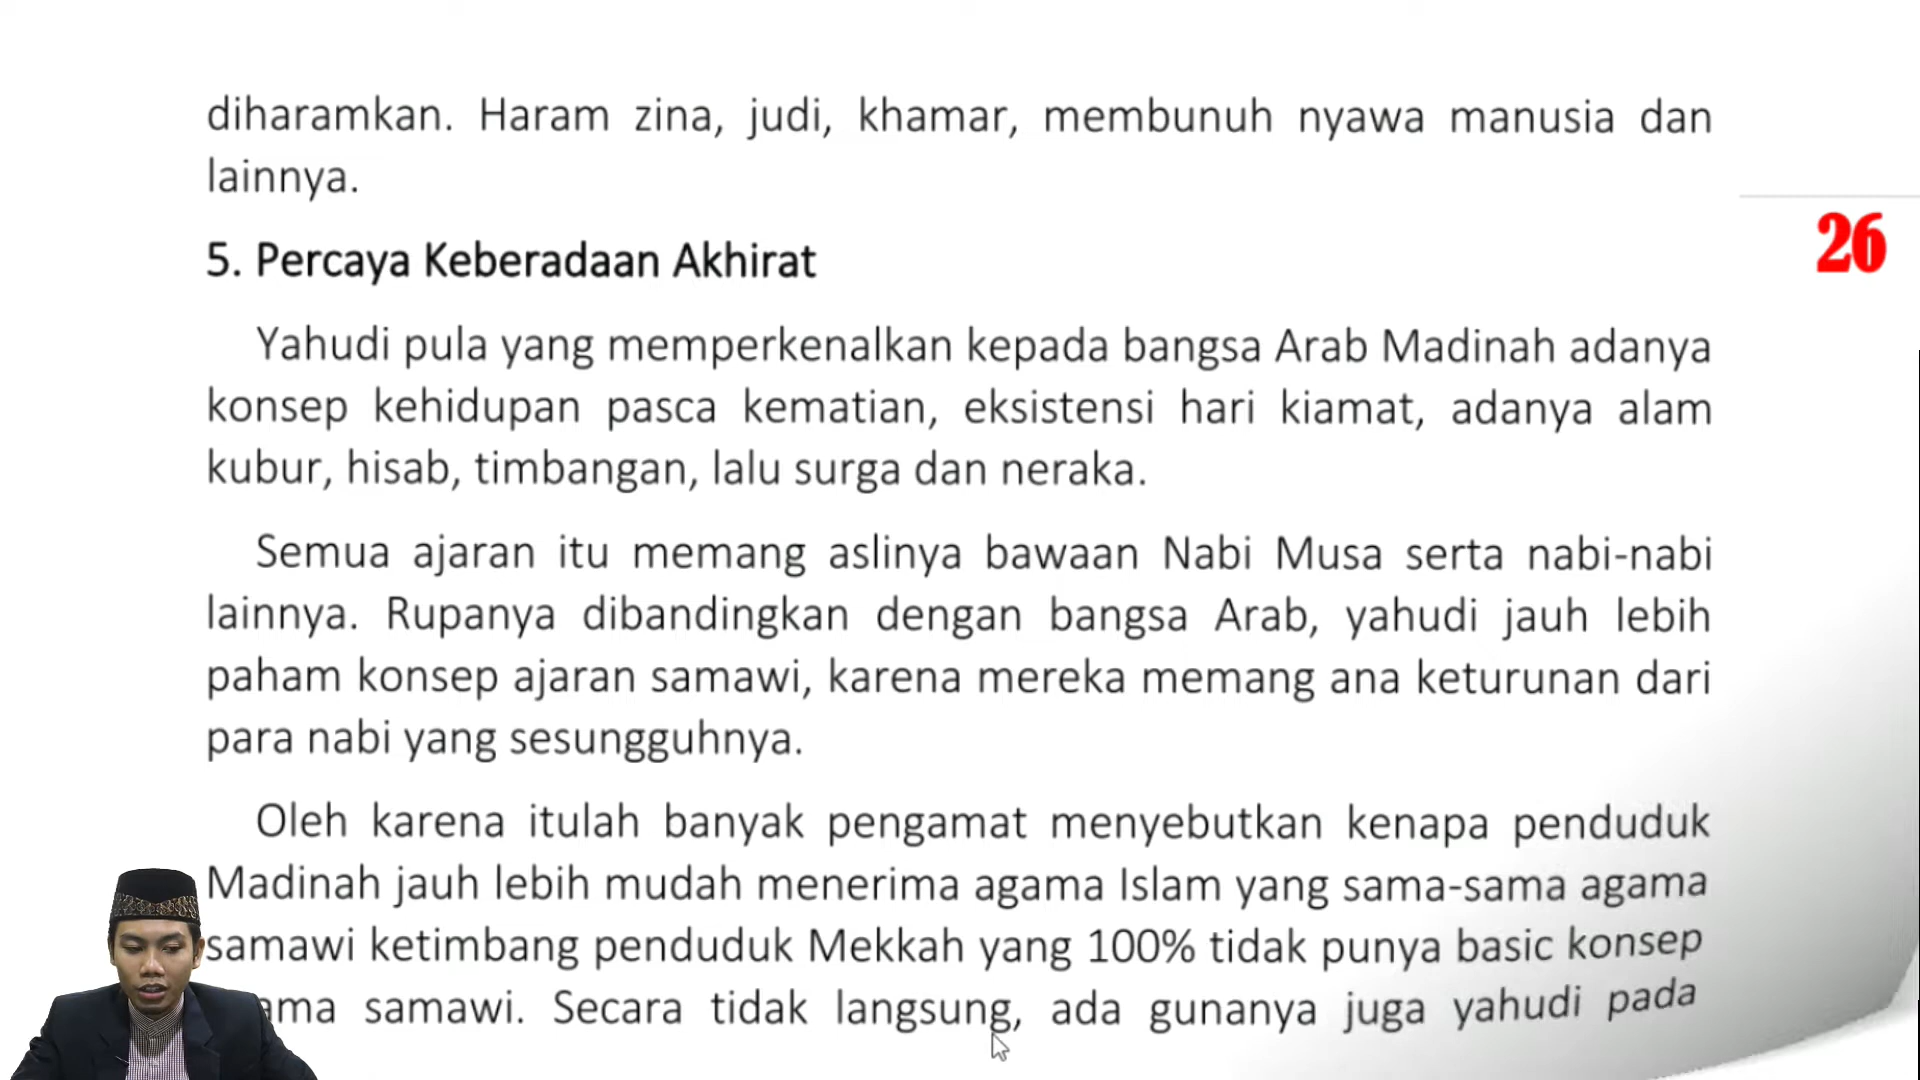 diharamkan. Haram zina, judi, khamar, membunuh nyawa manusia dan
lainnya.
26
5. Percaya Keberadaan Akhirat
Yahudi pula yang memperkenalkan kepada bangsa Arab Madinah adanya
konsep kehidupan pasca kematian, eksistensi hari kiamat, adanya alam
kubur, hisab, timbangan, lalu surga dan neraka.
Semua ajaran itu memang aslinya bawaan Nabi Musa serta nabi-nabi
lainnya. Rupanya dibandingkan dengan bangsa Arab, yahudi jauh lebih
paham konsep ajaran samawi, karena mereka memang ana keturunan dari
para nabi yang sesungguhnya.
Oleh karena itulah banyak pengamat menyebutkan kenapa penduduk
Madinah jauh lebih mudah menerima agama Islam yang sama-sama agama
samawi ketimbang penduduk Mekkah yang 100% tidak punya basic konsep
samawi. Secara tidak langsung, ada gunanya juga yahudi pada